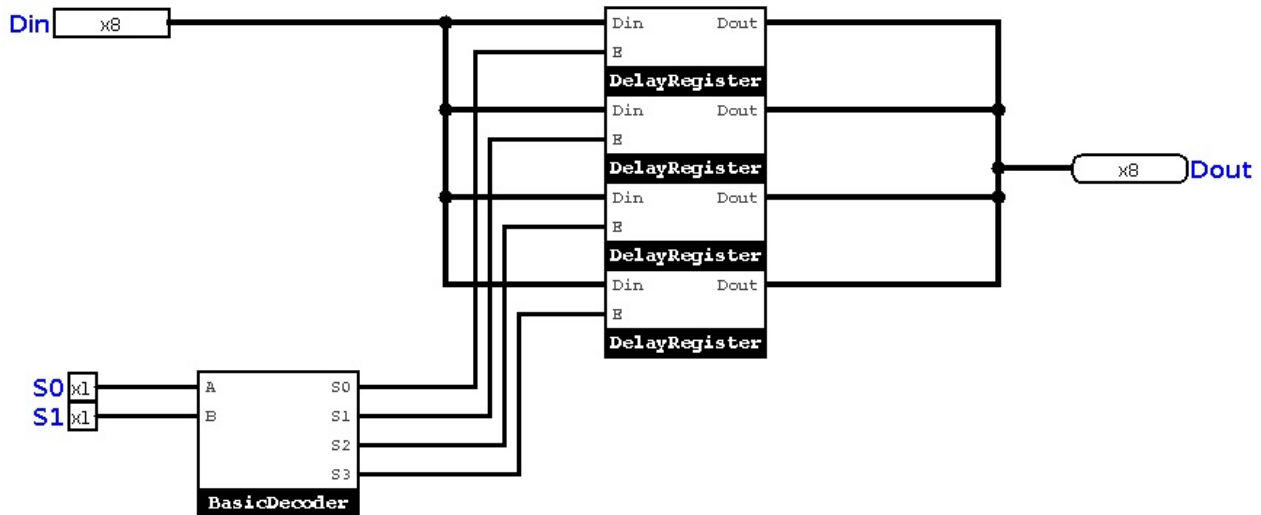 Din x8
Din Dout
E
DelayRegister
Din Dout
E
DelayRegister
Din Dout
E
DelayRegister
Din Dout
E
DelayRegister
x8 Dout
S0 x1
S1 x1
A S0
B S1
S2
S3
BasicDecoder